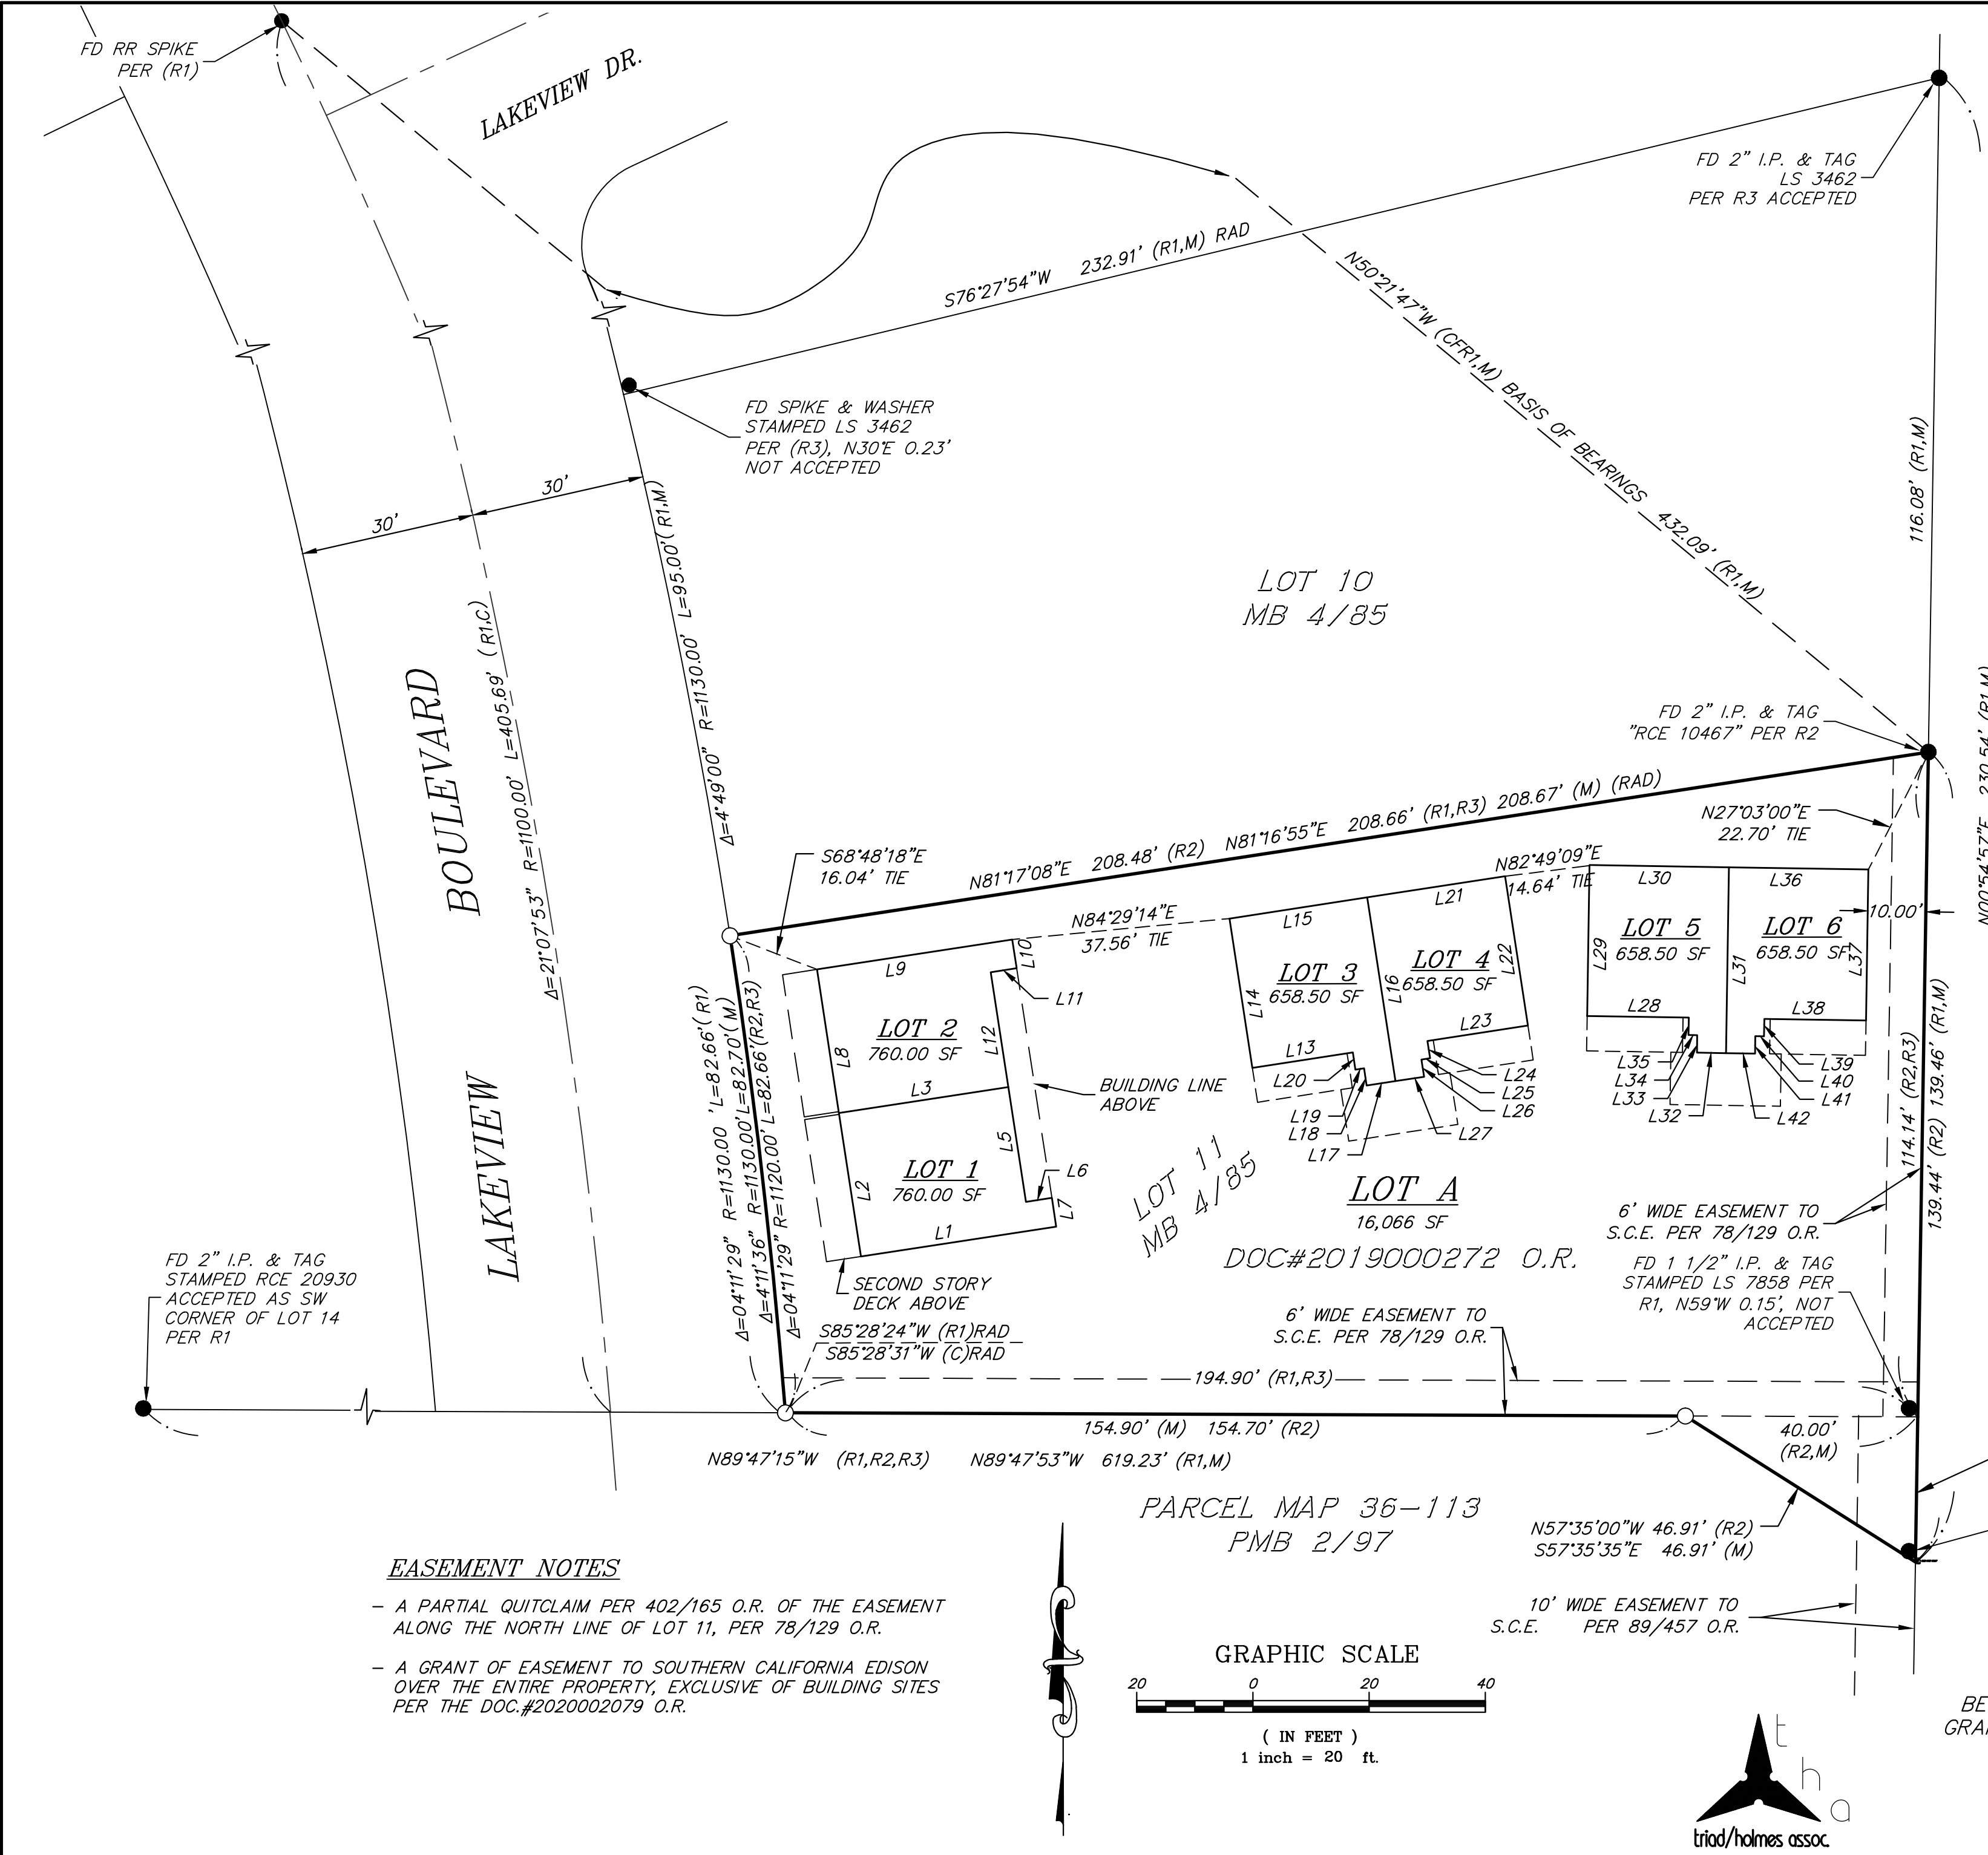 FD RR SPIKE
PER (R1)
LAKEVIEW DR.
FD 2" I.P. & TAG
LS 3462
PER R3 ACCEPTED
S76°27'54"W 232.91' (R1,M) RAD
N50°21'47"W (CFR1,M) BASIS OF BEARINGS 432.09' (R1,M)
116.08' (R1,M)
FD SPIKE & WASHER
STAMPED LS 3462
PER (R3), N30°E 0.23'
NOT ACCEPTED
30'
30'
Δ=4°49'00" R=1130.00' L=95.00'(R1,M)
Δ=21°07'53" R=1100.00' L=405.69' (R1,C)
LAKEVIEW BOULEVARD
LOT 10
MB 4/85
FD 2" I.P. & TAG
"RCE 10467" PER R2
N00°54'57"E 230.54' (R1,M)
N81°17'08"E 208.48' (R2) N81°16'55"E 208.66' (R1,R3) 208.67' (M) (RAD)
N27°03'00"E
22.70' TIE
S68°48'18"E
16.04' TIE
N82°49'09"E
14.64' TIE
N84°29'14"E
37.56' TIE
10.00'
L9
L10
L11
LOT 2
760.00 SF
L8
L12
L3
LOT 1
760.00 SF
L2
L5
L6
L7
L1
BUILDING LINE
ABOVE
SECOND STORY
DECK ABOVE
L15
L21
LOT 3
658.50 SF
LOT 4
658.50 SF
L14
L16
L22
L13
L23
L20
L19
L18
L17
L24
L25
L26
L27
L30
L36
LOT 5
658.50 SF
LOT 6
658.50 SF
L29
L31
L37
L28
L38
L35
L34
L33
L32
L39
L40
L41
L42
Δ=04°11'29" R=1130.00 'L=82.66'(R1)
Δ=4°11'36" R=1130.00'L=82.70'(M)
Δ=04°11'29"R=1120.00' L=82.66'(R2,R3)
LOT 11
MB 4/85
LOT A
16,066 SF
DOC#2019000272 O.R.
114.14' (R2,R3)
139.44' (R2) 139.46' (R1,M)
6' WIDE EASEMENT TO
S.C.E. PER 78/129 O.R.
FD 1 1/2" I.P. & TAG
STAMPED LS 7858 PER
R1, N59°W 0.15', NOT
ACCEPTED
6' WIDE EASEMENT TO
S.C.E. PER 78/129 O.R.
FD 2" I.P. & TAG
STAMPED RCE 20930
ACCEPTED AS SW
CORNER OF LOT 14
PER R1
S85°28'24"W (R1)RAD
S85°28'31"W (C)RAD
194.90' (R1,R3)
154.90' (M) 154.70' (R2)
N89°47'15"W (R1,R2,R3) N89°47'53"W 619.23' (R1,M)
40.00'
(R2,M)
PARCEL MAP 36-113
PMB 2/97
N57°35'00"W 46.91' (R2)
S57°35'35"E 46.91' (M)
10' WIDE EASEMENT TO
S.C.E. PER 89/457 O.R.
EASEMENT NOTES
- A PARTIAL QUITCLAIM PER 402/165 O.R. OF THE EASEMENT
ALONG THE NORTH LINE OF LOT 11, PER 78/129 O.R.
- A GRANT OF EASEMENT TO SOUTHERN CALIFORNIA EDISON
OVER THE ENTIRE PROPERTY, EXCLUSIVE OF BUILDING SITES
PER THE DOC.#2020002079 O.R.
GRAPHIC SCALE
20 0 20 40
( IN FEET )
1 inch = 20 ft.
BE
GRA
t
h
a
triad/holmes assoc.